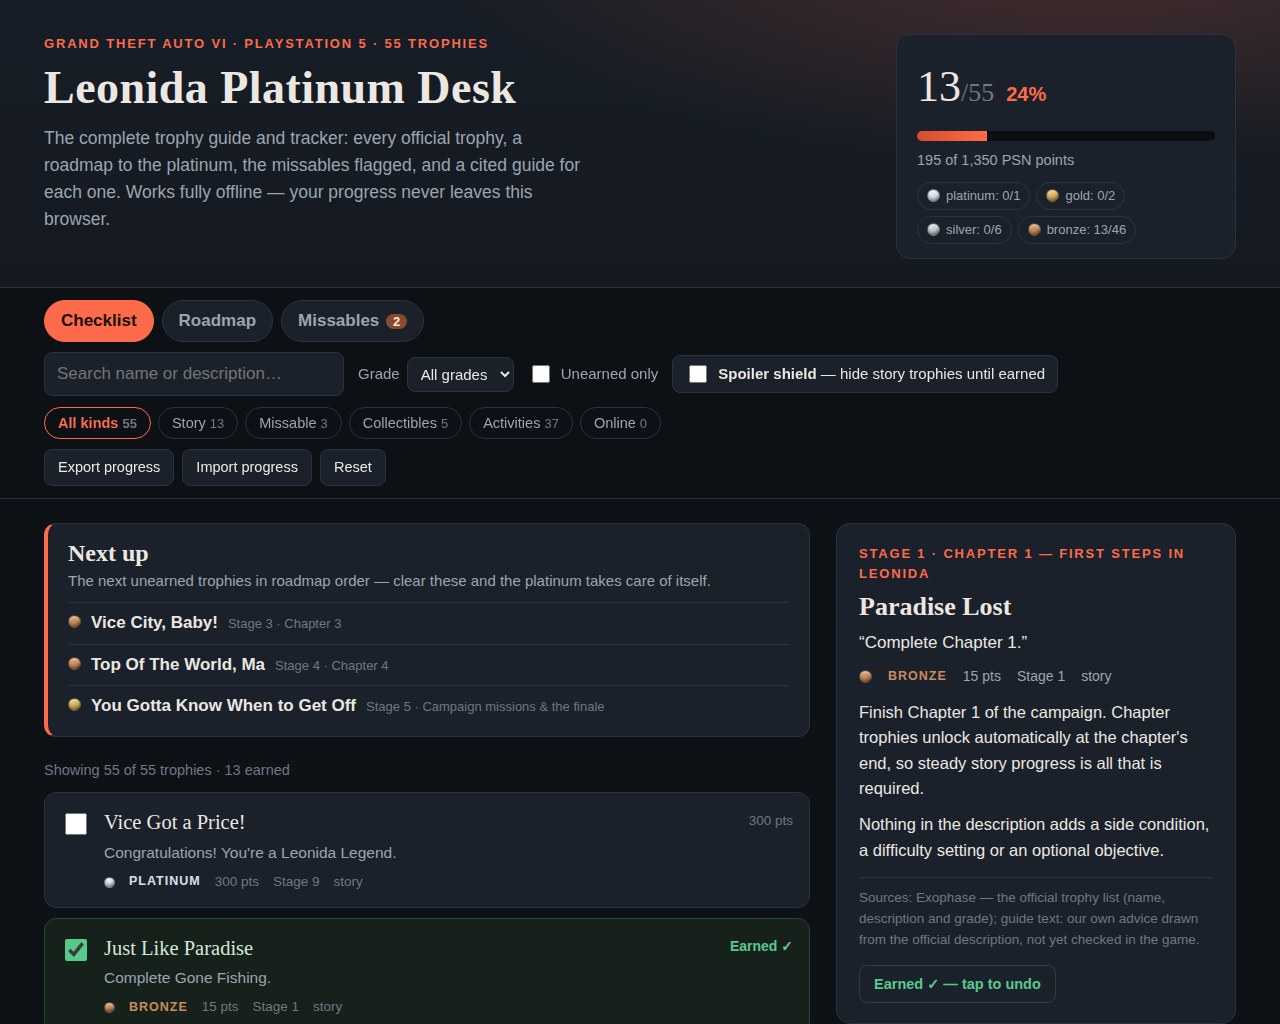 GRAND THEFT AUTO VI · PLAYSTATION 5 · 55 TROPHIES
Leonida Platinum Desk
The complete trophy guide and tracker: every official trophy, a
roadmap to the platinum, the missables flagged, and a cited guide for
each one. Works fully offline — your progress never leaves this
browser.
13/55 24%
195 of 1,350 PSN points
platinum: 0/1
gold: 0/2
silver: 0/6
bronze: 13/46
Checklist
Roadmap
Missables 2
Search name or description…
Grade
All grades
Unearned only
Spoiler shield — hide story trophies until earned
All kinds 55
Story 13
Missable 3
Collectibles 5
Activities 37
Online 0
Export progress
Import progress
Reset
Next up
The next unearned trophies in roadmap order — clear these and the platinum takes care of itself.
Vice City, Baby! Stage 3 · Chapter 3
Top Of The World, Ma Stage 4 · Chapter 4
You Gotta Know When to Get Off Stage 5 · Campaign missions & the finale
Showing 55 of 55 trophies · 13 earned
Vice Got a Price!
300 pts
Congratulations! You're a Leonida Legend.
PLATINUM 300 pts Stage 9 story
Just Like Paradise
Earned ✓
Complete Gone Fishing.
BRONZE 15 pts Stage 1 story
STAGE 1 · CHAPTER 1 — FIRST STEPS IN
LEONIDA
Paradise Lost
“Complete Chapter 1.”
BRONZE 15 pts Stage 1 story
Finish Chapter 1 of the campaign. Chapter
trophies unlock automatically at the chapter's
end, so steady story progress is all that is
required.
Nothing in the description adds a side condition,
a difficulty setting or an optional objective.
Sources: Exophase — the official trophy list (name,
description and grade); guide text: our own advice drawn
from the official description, not yet checked in the game.
Earned ✓ — tap to undo